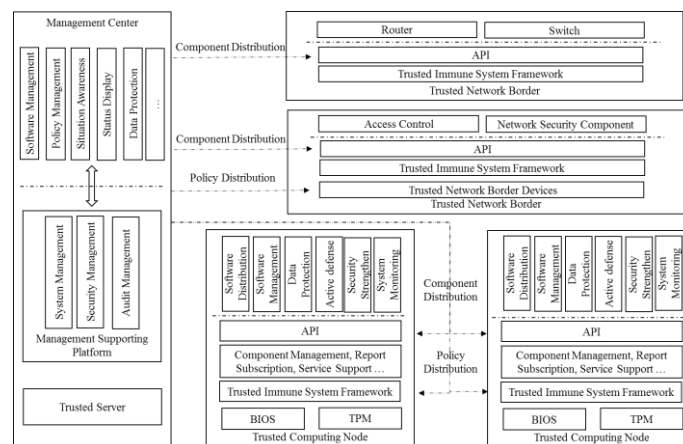 Management Center
Software Management
Policy Management
Situation Awareness
Status Display
Data Protection
...
System Management
Security Management
Audit Management
Management Supporting
Platform
Trusted Server
Component Distribution
Component Distribution
Policy Distribution
Router
Switch
API
Trusted Immune System Framework
Trusted Network Border
Access Control
Network Security Component
API
Trusted Immune System Framework
Trusted Network Border Devices
Trusted Network Border
Software
Distribution
Software
Management
Data
Protection
Active defense
Security
Strengthen
System
Monitoring
API
Component Management, Report
Subscription, Service Support ...
Trusted Immune System Framework
BIOS
TPM
Trusted Computing Node
Component
Distribution
Policy
Distribution
Software
Distribution
Software
Management
Data
Protection
Active defense
Security
Strengthen
System
Monitoring
API
Component Management, Report
Subscription, Service Support ...
Trusted Immune System Framework
BIOS
TPM
Trusted Computing Node